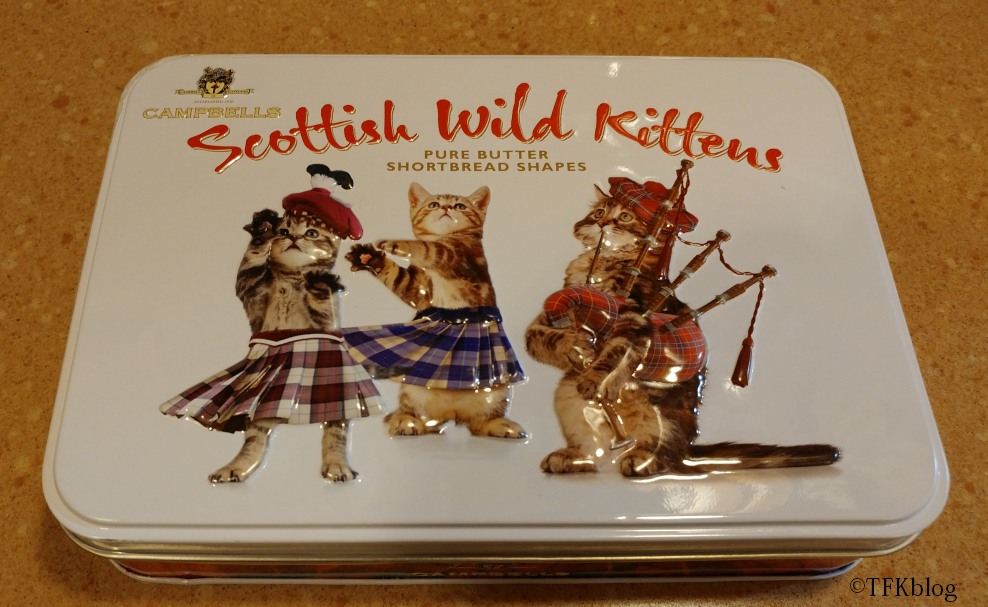 CAMPBELLS
Scottish Wild Kittens
PURE BUTTER
SHORTBREAD SHAPES
©TFKblog